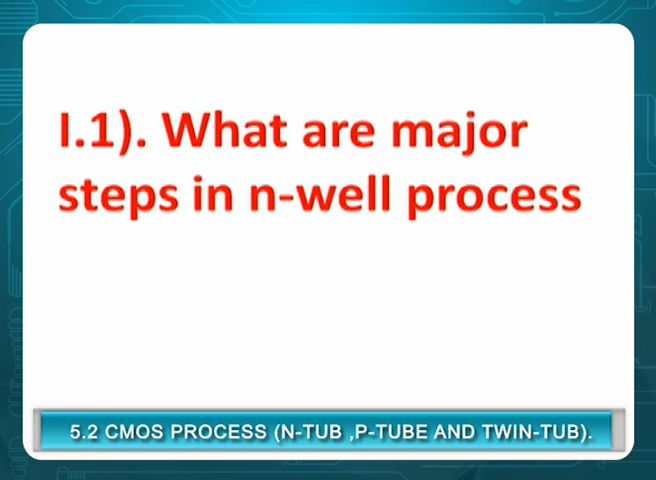 I.1). What are major
steps in n-well process
5.2 CMOS PROCESS (N-TUB ,P-TUBE AND TWIN-TUB).